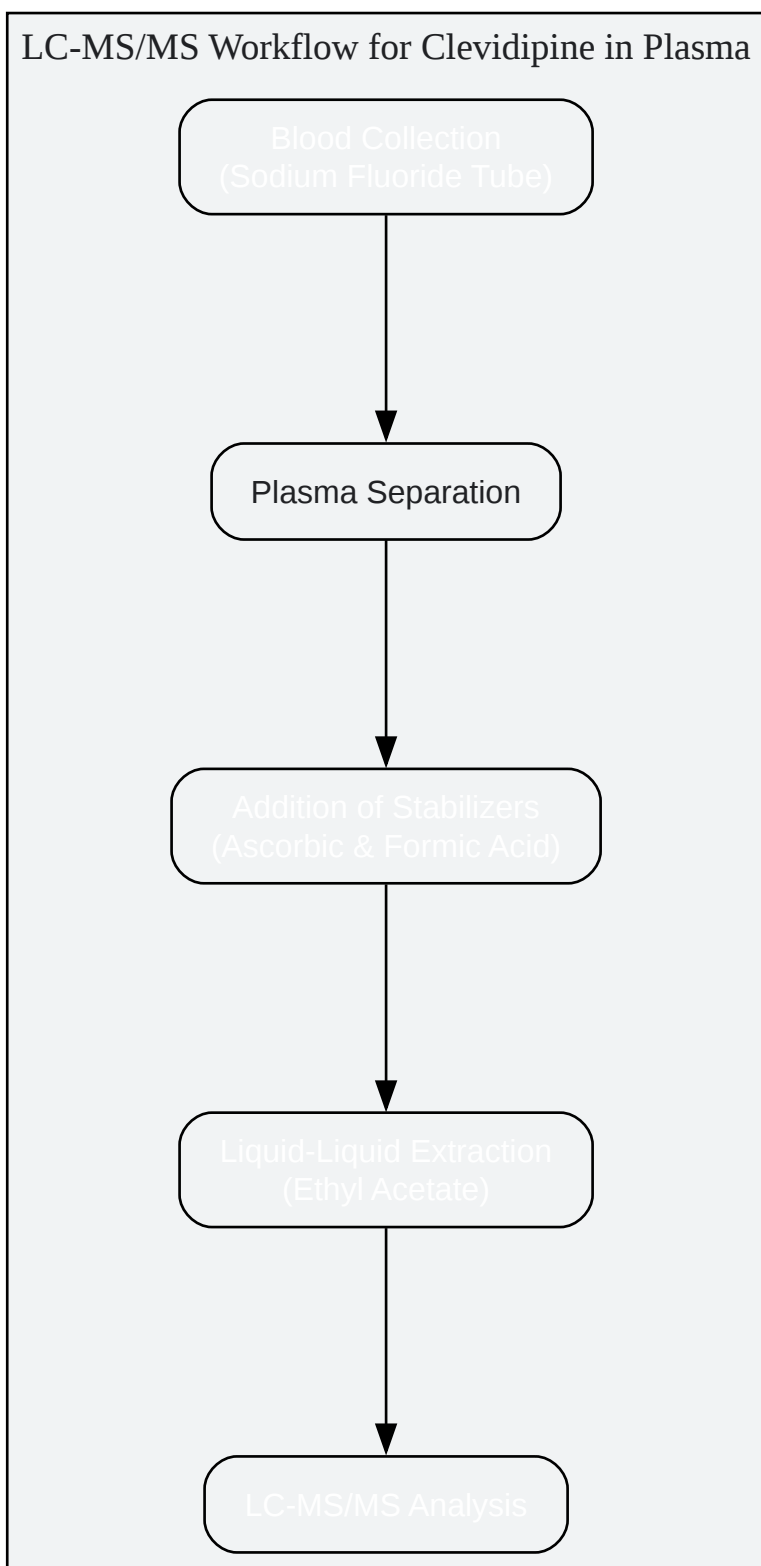 LC-MS/MS Workflow for Clevidipine in Plasma
Blood Collection
(Sodium Fluoride Tube)
Plasma Separation
Addition of Stabilizers
(Ascorbic & Formic Acid)
Liquid-Liquid Extraction
(Ethyl Acetate)
LC-MS/MS Analysis